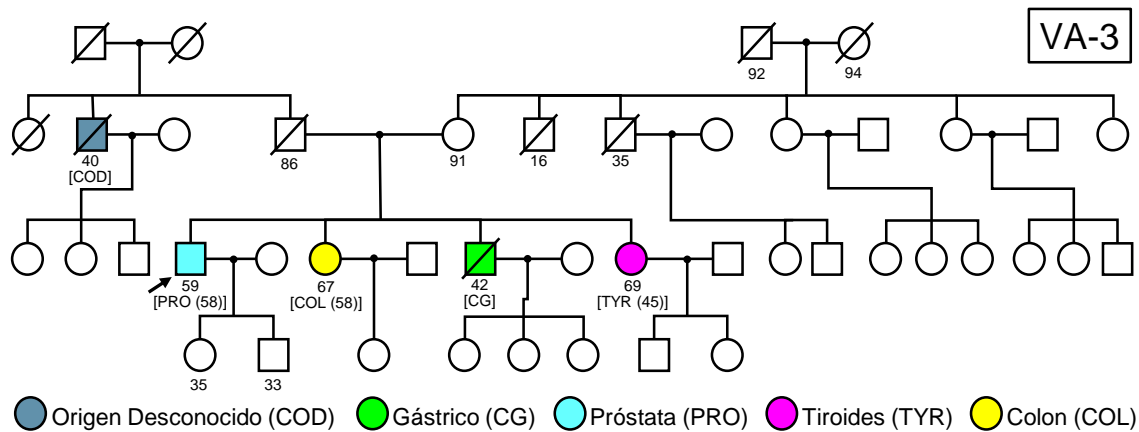 VA-3
92 94
40 86 91 16 35
[COD]
59 67 42 69
[PRO (58)] [COL (58)] [CG] [TYR (45)]
35 33
Origen Desconocido (COD) Gástrico (CG) Próstata (PRO) Tiroides (TYR) Colon (COL)